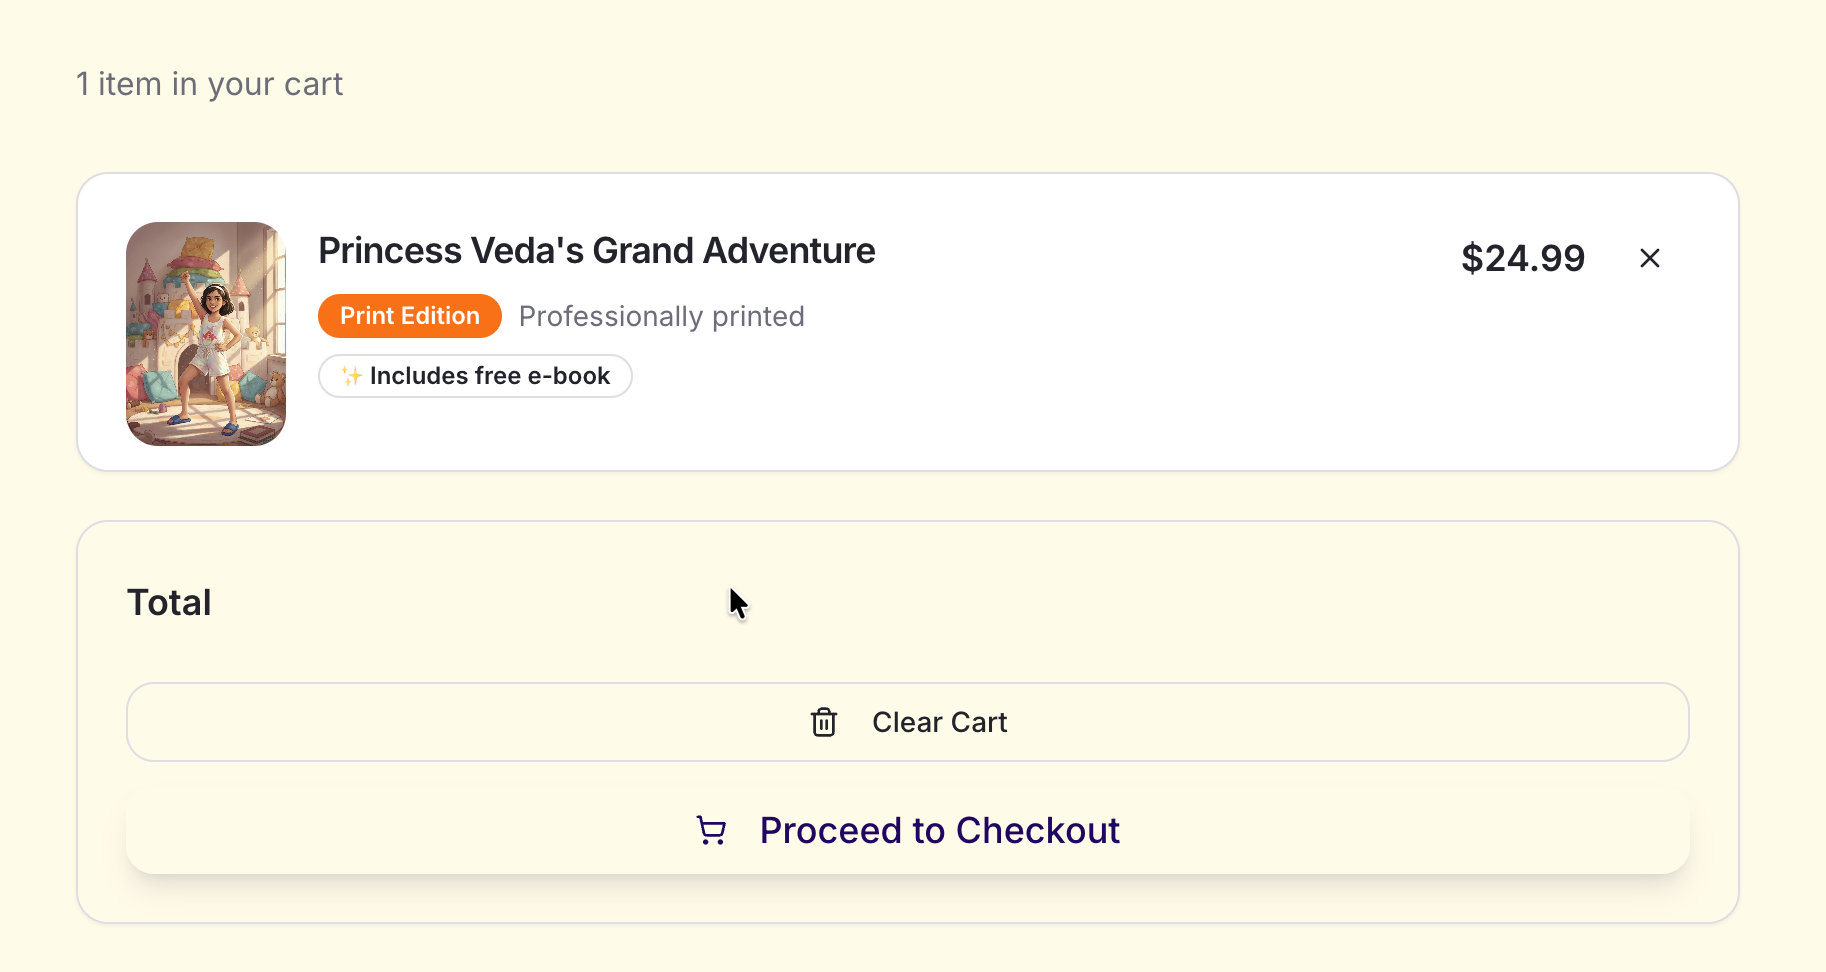 1 item in your cart
Princess Veda's Grand Adventure
$24.99
Print Edition Professionally printed
✨ Includes free e-book
Total
Clear Cart
Proceed to Checkout